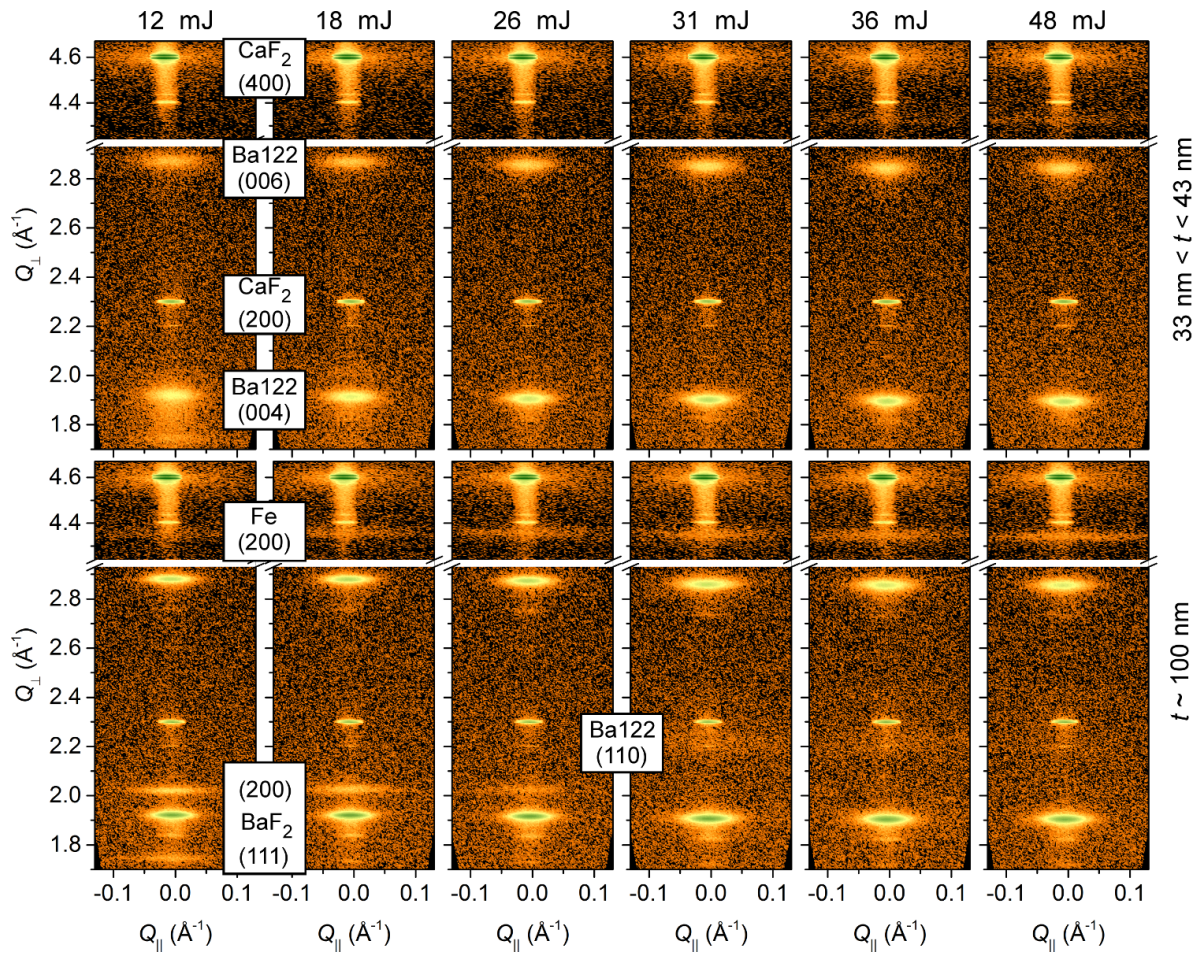 12 mJ 18 mJ 26 mJ 31 mJ 36 mJ 48 mJ
4.6
4.4
CaF2
(400)
2.8
2.6
2.4
2.2
2.0
1.8
Q⊥ (Å-1)
Ba122
(006)
CaF2
(200)
Ba122
(004)
33 nm < t < 43 nm
4.6
4.4
Fe
(200)
2.8
2.6
2.4
2.2
2.0
1.8
Q⊥ (Å-1)
Ba122
(110)
(200)
BaF2
(111)
t ~ 100 nm
-0.1 0.0 0.1 -0.1 0.0 0.1 -0.1 0.0 0.1 -0.1 0.0 0.1 -0.1 0.0 0.1 -0.1 0.0 0.1
Q|| (Å-1) Q|| (Å-1) Q|| (Å-1) Q|| (Å-1) Q|| (Å-1) Q|| (Å-1)